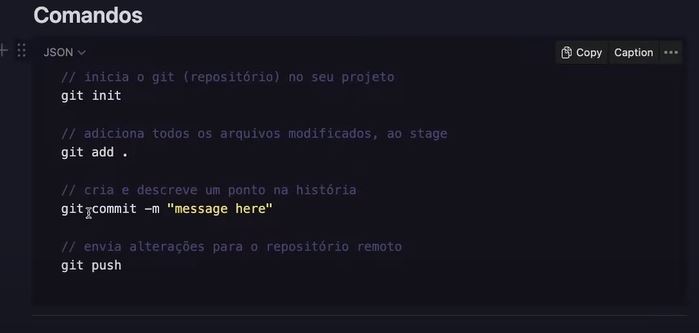 Comandos
JSON
Copy
Caption
// inicia o git (repositório) no seu projeto
git init
// adiciona todos os arquivos modificados, ao stage
git add .
// cria e descreve um ponto na história
git commit -m "message here"
// envia alterações para o repositório remoto
git push